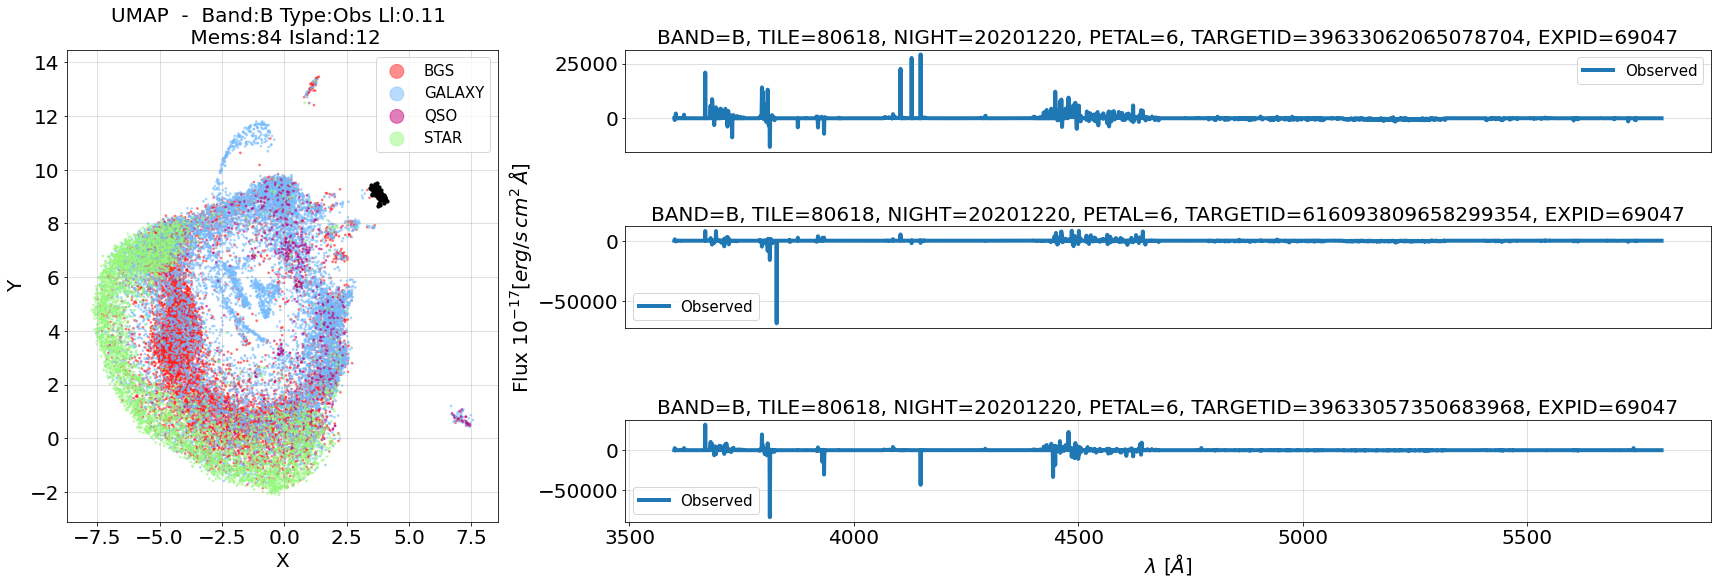 UMAP - Band:B Type:Obs Ll:0.11
Mems:84 Island:12
BGS
GALAXY
QSO
STAR
14
12
10
8
6
4
2
0
−2
Y
−7.5 −5.0 −2.5 0.0 2.5 5.0 7.5
X
Flux 10^{-17}[erg/s cm^2 Å]
BAND=B, TILE=80618, NIGHT=20201220, PETAL=6, TARGETID=39633062065078704, EXPID=69047
25000
0
Observed
BAND=B, TILE=80618, NIGHT=20201220, PETAL=6, TARGETID=616093809658299354, EXPID=69047
0
−50000
Observed
BAND=B, TILE=80618, NIGHT=20201220, PETAL=6, TARGETID=39633057350683968, EXPID=69047
0
−50000
Observed
3500 4000 4500 5000 5500
λ [Å]